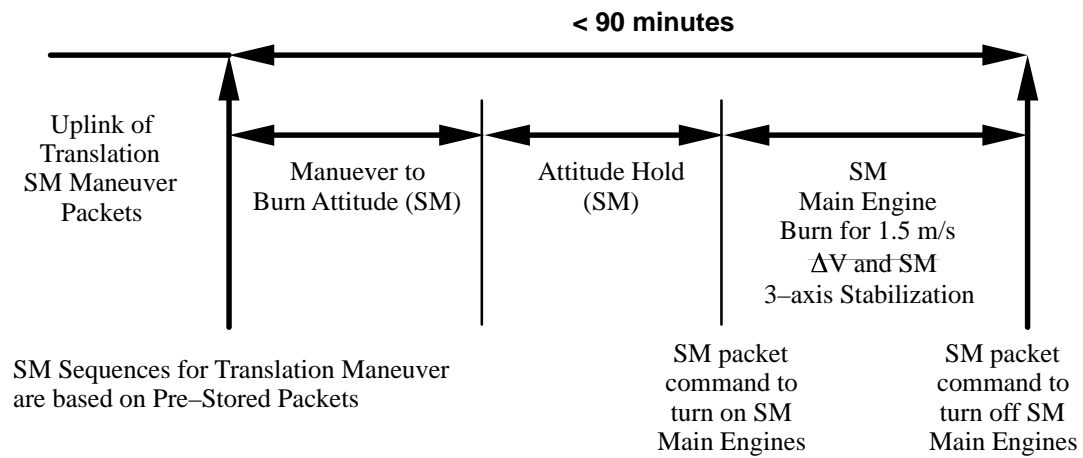 < 90 minutes
Uplink of
Translation
SM Maneuver
Packets
Manuever to
Burn Attitude (SM)
Attitude Hold
(SM)
SM
Main Engine
Burn for 1.5 m/s
ΔV and SM
3–axis Stabilization
SM Sequences for Translation Maneuver
are based on Pre–Stored Packets
SM packet
command to
turn on SM
Main Engines
SM packet
command to
turn off SM
Main Engines